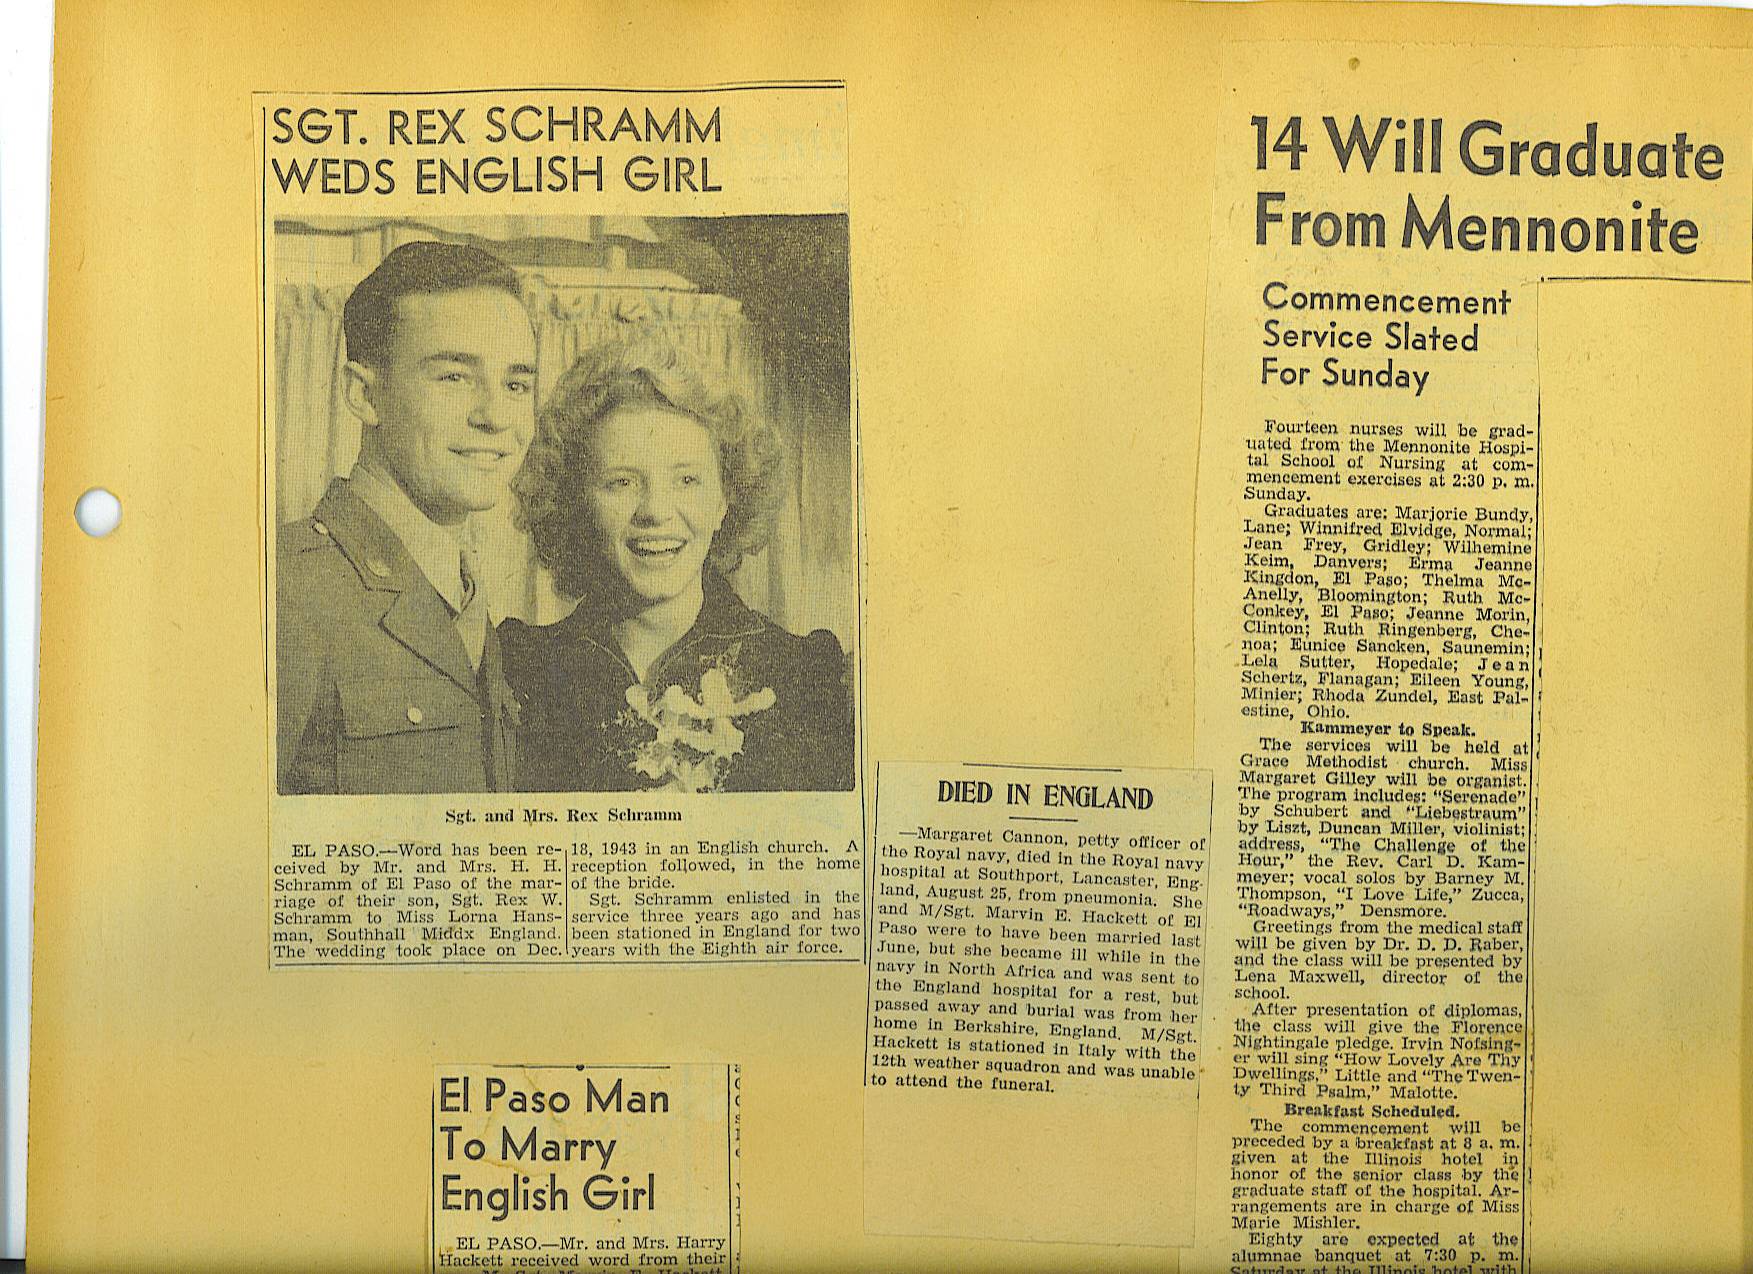 SGT. REX SCHRAMM
WEDS ENGLISH GIRL
Sgt. and Mrs. Rex Schramm
EL PASO.—Word has been re-
ceived by Mr. and Mrs. H. H.
Schramm of El Paso of the mar-
riage of their son, Sgt. Rex W.
Schramm to Miss Lorna Hans-
man, Southhall Middx England.
The wedding took place on Dec.
18, 1943 in an English church. A
reception followed, in the home
of the bride.
Sgt. Schramm enlisted in the
service three years ago and has
been stationed in England for two
years with the Eighth air force.
El Paso Man
To Marry
English Girl
EL PASO.—Mr. and Mrs. Harry
Hackett received word from their
DIED IN ENGLAND
—Margaret Cannon, petty officer of
the Royal navy, died in the Royal navy
hospital at Southport, Lancaster, Eng-
land, August 25, from pneumonia. She
and M/Sgt. Marvin E. Hackett of El
Paso were to have been married last
June, but she became ill while in the
navy in North Africa and was sent to
the England hospital for a rest, but
passed away and burial was from her
home in Berkshire, England. M/Sgt.
Hackett is stationed in Italy with the
12th weather squadron and was unable
to attend the funeral.
14 Will Graduate
From Mennonite
Commencement
Service Slated
For Sunday
Fourteen nurses will be grad-
uated from the Mennonite Hospi-
tal School of Nursing at com-
mencement exercises at 2:30 p. m.
Sunday.
Graduates are: Marjorie Bundy,
Lane; Winnifred Elvidge, Normal;
Jean Frey, Gridley; Wilhemine
Keim, Danvers; Erma Jeanne
Kingdon, El Paso; Thelma Mc-
Anelly, Bloomington; Ruth Mc-
Conkey, El Paso; Jeanne Morin,
Clinton; Ruth Ringenberg, Che-
noa; Eunice Sancken, Saunemin;
Lela Sutter, Hopedale; Jean
Schertz, Flanagan; Eileen Young,
Minier; Rhoda Zundel, East Pal-
estine, Ohio.
Kammeyer to Speak.
The services will be held at
Grace Methodist church. Miss
Margaret Gilley will be organist.
The program includes: “Serenade”
by Schubert and “Liebestraum”
by Liszt, Duncan Miller, violinist;
address, “The Challenge of the
Hour,” the Rev. Carl D. Kam-
meyer; vocal solos by Barney M.
Thompson, “I Love Life,” Zucca,
“Roadways,” Densmore.
Greetings from the medical staff
will be given by Dr. D. D. Raber,
and the class will be presented by
Lena Maxwell, director of the
school.
After presentation of diplomas,
the class will give the Florence
Nightingale pledge. Irvin Nofsing-
er will sing “How Lovely Are Thy
Dwellings,” Little and “The Twen-
ty Third Psalm,” Malotte.
Breakfast Scheduled.
The commencement will be
preceded by a breakfast at 8 a. m.
given at the Illinois hotel in
honor of the senior class by the
graduate staff of the hospital. Ar-
rangements are in charge of Miss
Marie Mishler.
Eighty are expected at the
alumnae banquet at 7:30 p. m.
Saturday at the Illinois hotel with